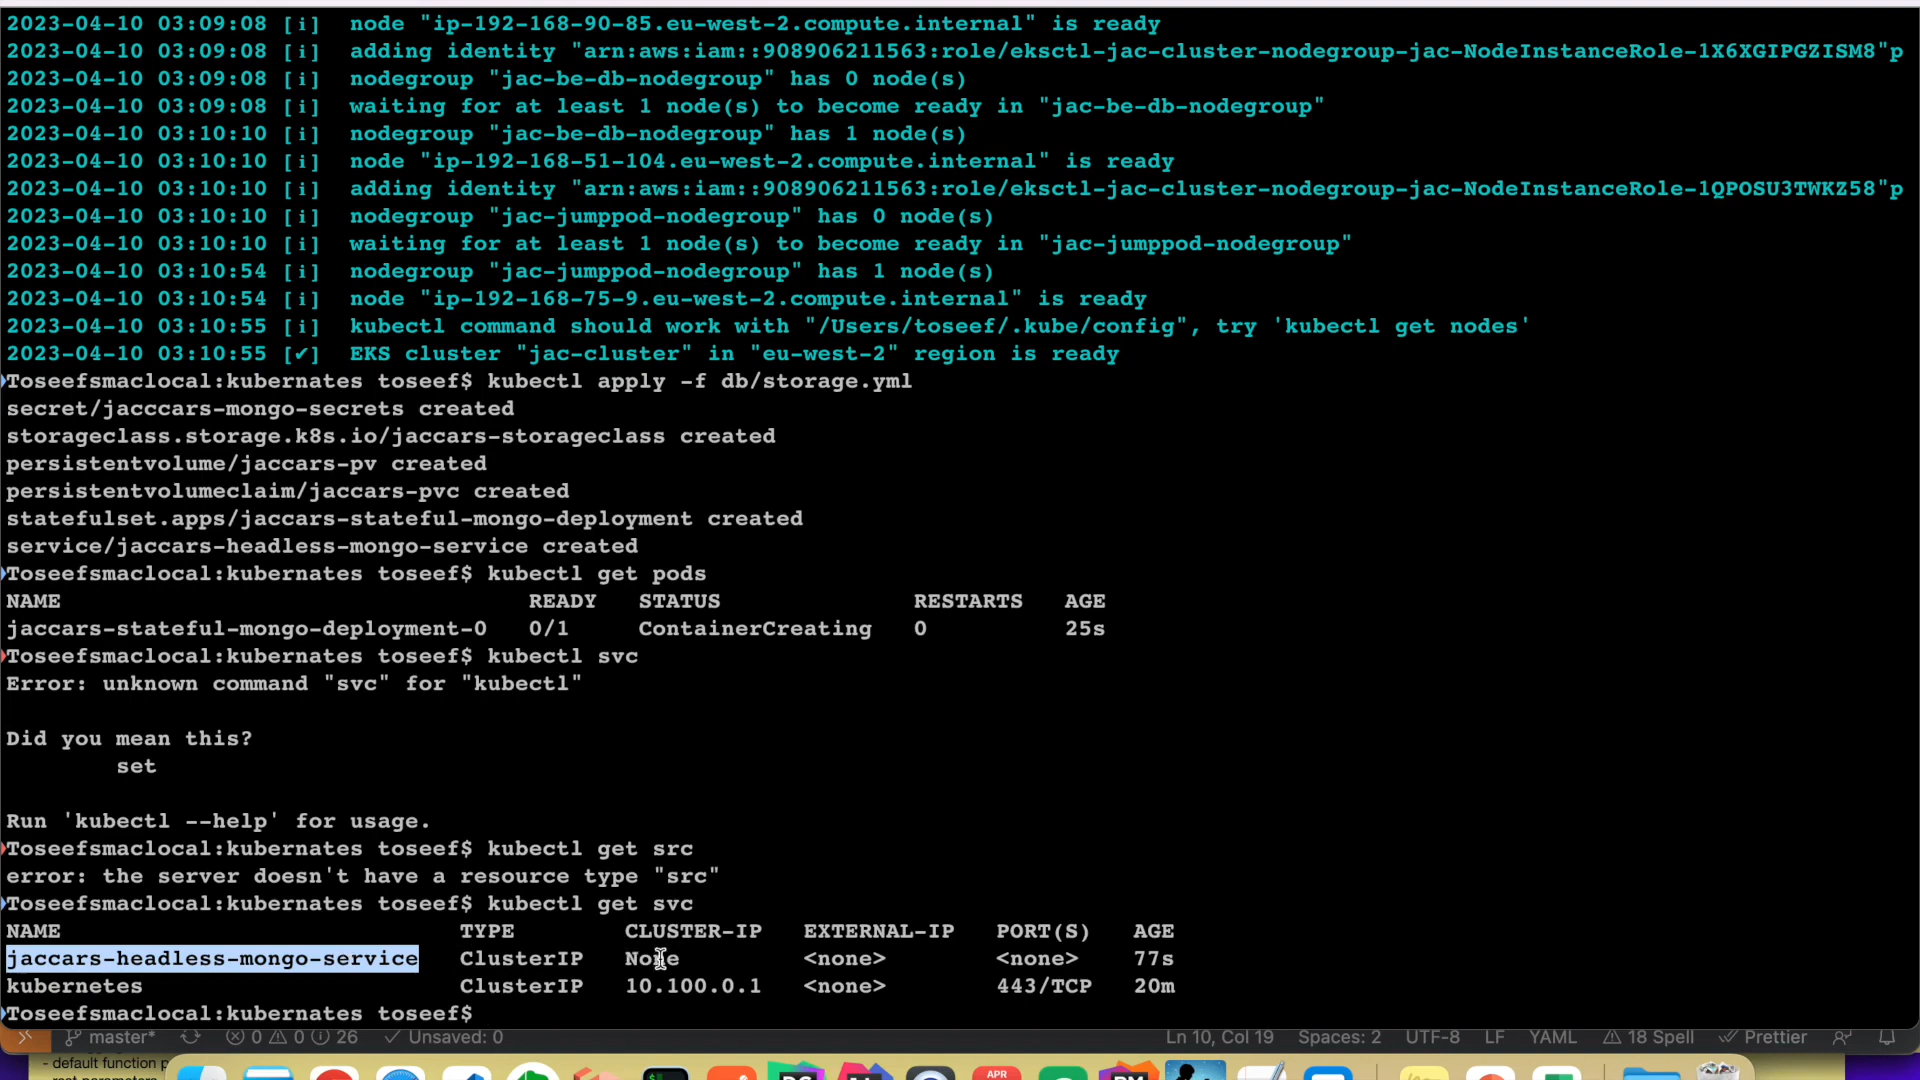 2023-04-10 03:09:08 [i]  node "ip-192-168-90-85.eu-west-2.compute.internal" is ready
2023-04-10 03:09:08 [i]  adding identity "arn:aws:iam::908906211563:role/eksctl-jac-cluster-nodegroup-jac-NodeInstanceRole-1X6XGIPGZISM8"p
2023-04-10 03:09:08 [i]  nodegroup "jac-be-db-nodegroup" has 0 node(s)
2023-04-10 03:09:08 [i]  waiting for at least 1 node(s) to become ready in "jac-be-db-nodegroup"
2023-04-10 03:10:10 [i]  nodegroup "jac-be-db-nodegroup" has 1 node(s)
2023-04-10 03:10:10 [i]  node "ip-192-168-51-104.eu-west-2.compute.internal" is ready
2023-04-10 03:10:10 [i]  adding identity "arn:aws:iam::908906211563:role/eksctl-jac-cluster-nodegroup-jac-NodeInstanceRole-1QPOSU3TWKZ58"p
2023-04-10 03:10:10 [i]  nodegroup "jac-jumppod-nodegroup" has 0 node(s)
2023-04-10 03:10:10 [i]  waiting for at least 1 node(s) to become ready in "jac-jumppod-nodegroup"
2023-04-10 03:10:54 [i]  nodegroup "jac-jumppod-nodegroup" has 1 node(s)
2023-04-10 03:10:54 [i]  node "ip-192-168-75-9.eu-west-2.compute.internal" is ready
2023-04-10 03:10:55 [i]  kubectl command should work with "/Users/toseef/.kube/config", try 'kubectl get nodes'
2023-04-10 03:10:55 [✔]  EKS cluster "jac-cluster" in "eu-west-2" region is ready
Toseefsmaclocal:kubernates toseef$ kubectl apply -f db/storage.yml
secret/jacccars-mongo-secrets created
storageclass.storage.k8s.io/jaccars-storageclass created
persistentvolume/jaccars-pv created
persistentvolumeclaim/jaccars-pvc created
statefulset.apps/jaccars-stateful-mongo-deployment created
service/jaccars-headless-mongo-service created
Toseefsmaclocal:kubernates toseef$ kubectl get pods
NAME READY STATUS RESTARTS AGE
jaccars-stateful-mongo-deployment-0 0/1 ContainerCreating 0 25s
Toseefsmaclocal:kubernates toseef$ kubectl svc
Error: unknown command "svc" for "kubectl"
Did you mean this?
set
Run 'kubectl --help' for usage.
Toseefsmaclocal:kubernates toseef$ kubectl get src
error: the server doesn't have a resource type "src"
Toseefsmaclocal:kubernates toseef$ kubectl get svc
NAME TYPE CLUSTER-IP EXTERNAL-IP PORT(S) AGE
jaccars-headless-mongo-service ClusterIP None <none> <none> 77s
kubernetes ClusterIP 10.100.0.1 <none> 443/TCP 20m
Toseefsmaclocal:kubernates toseef$
master* 0 0 26 Unsaved: 0 Ln 10, Col 19 Spaces: 2 UTF-8 LF YAML 18 Spell Prettier
- default function p
APR